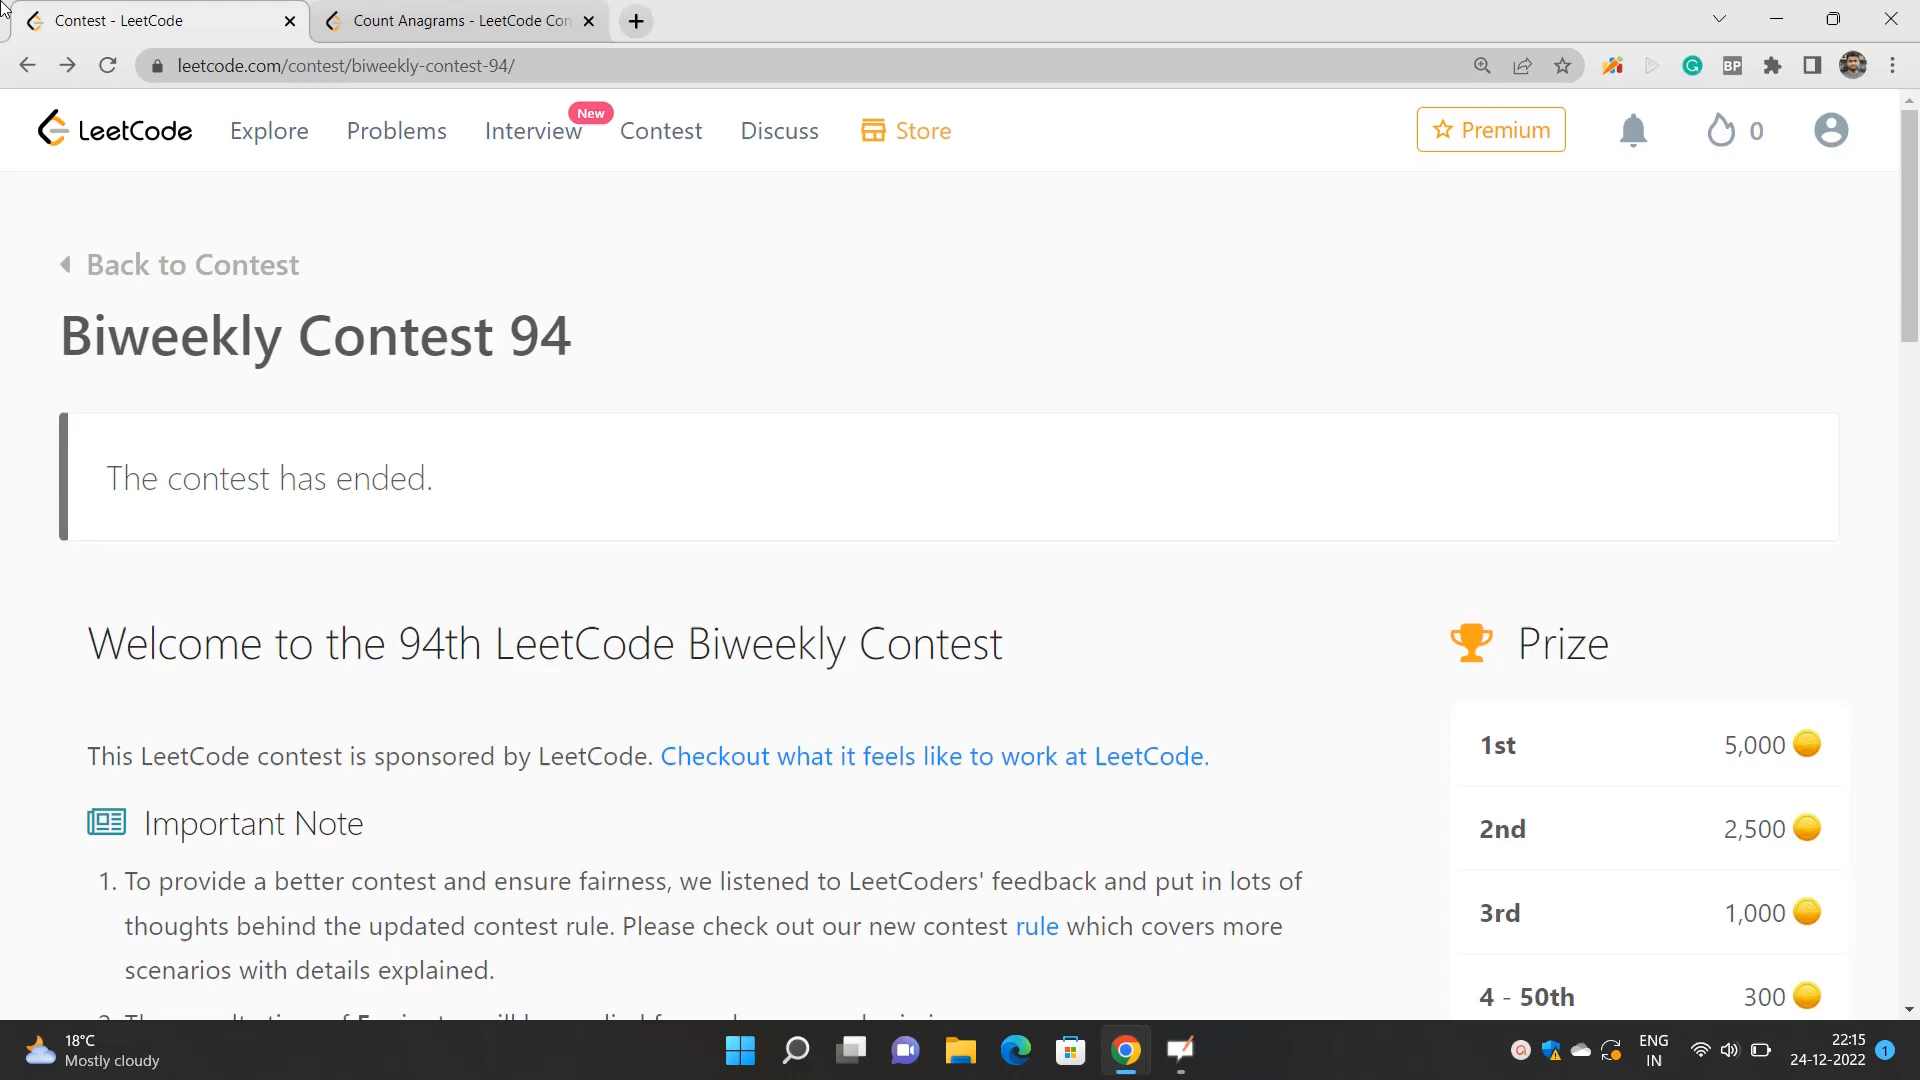 Contest - LeetCode
Count Anagrams - LeetCode Con
leetcode.com/contest/biweekly-contest-94/
BP
LeetCode
Explore
Problems
Interview
New
Contest
Discuss
Store
Premium
0
Back to Contest
Biweekly Contest 94
The contest has ended.
Welcome to the 94th LeetCode Biweekly Contest
This LeetCode contest is sponsored by LeetCode. Checkout what it feels like to work at LeetCode.
Important Note
1. To provide a better contest and ensure fairness, we listened to LeetCoders' feedback and put in lots of
thoughts behind the updated contest rule. Please check out our new contest rule which covers more
scenarios with details explained.
Prize
1st 5,000
2nd 2,500
3rd 1,000
4 - 50th 300
18°C
Mostly cloudy
ENG
IN
22:15
24-12-2022
1